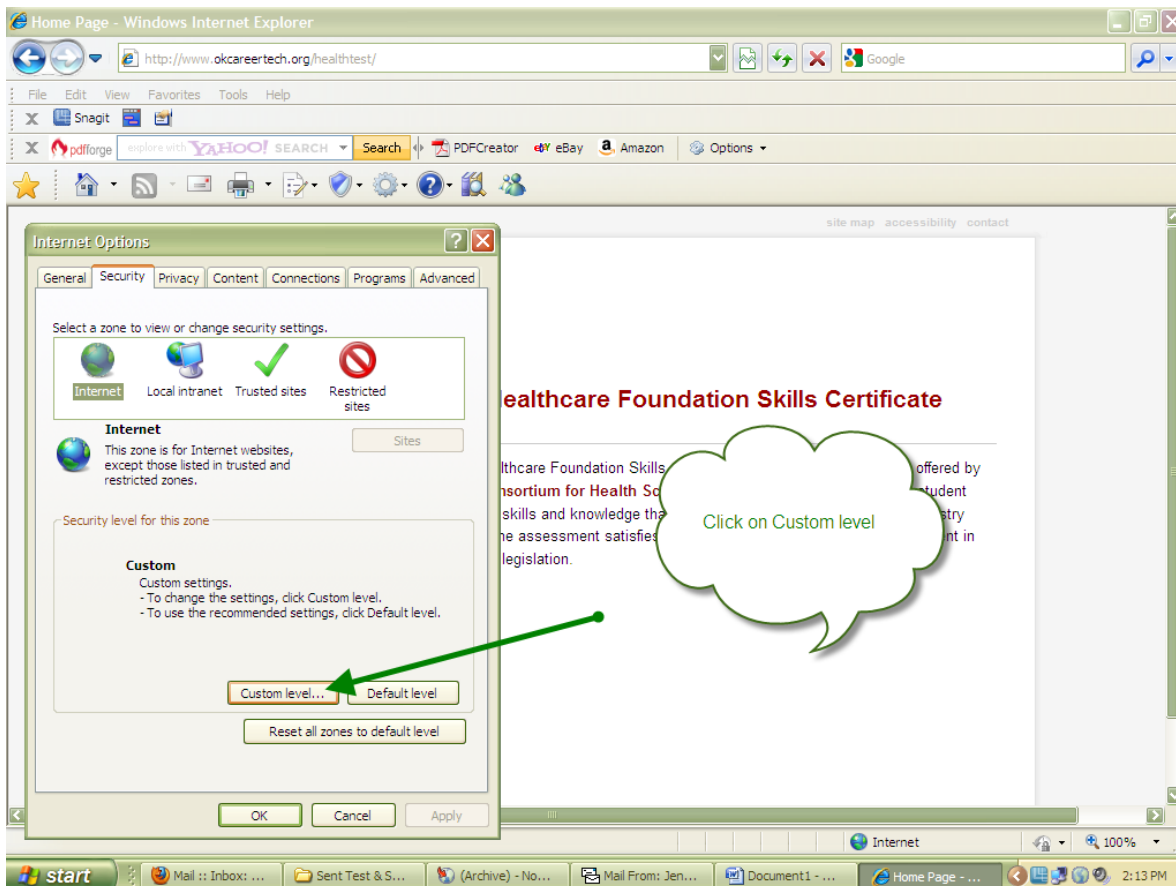 Home Page - Windows Internet Explorer
http://www.okcareertech.org/healthtest/
Google
File Edit View Favorites Tools Help
X Snagit
X pdfforge explore with YAHOO! SEARCH Search PDFCreator eBay Amazon Options
site map accessibility contact
Internet Options
General Security Privacy Content Connections Programs Advanced
Select a zone to view or change security settings.
Internet Local intranet Trusted sites Restricted sites
Internet
This zone is for Internet websites,
except those listed in trusted and
restricted zones.
Sites
Security level for this zone
Custom
Custom settings.
- To change the settings, click Custom level.
- To use the recommended settings, click Default level.
Custom level... Default level
Reset all zones to default level
OK Cancel Apply
ealthcare Foundation Skills Certificate
lthcare Foundation Skills offered by
nsortium for Health Sc tudent
skills and knowledge tha stry
ne assessment satisfies nt in
legislation.
Click on Custom level
Internet 100%
start Mail :: Inbox: ... Sent Test & S... (Archive) - No... Mail From: Jen... Document1 - ... Home Page - ... 2:13 PM